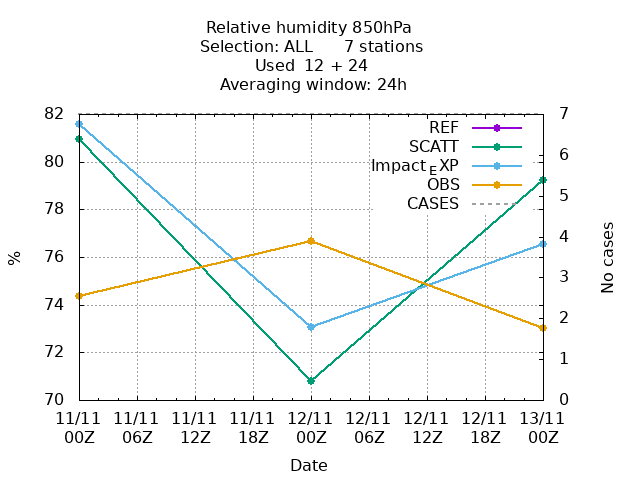 Relative humidity 850hPa
Selection: ALL      7 stations
Used  12 + 24
Averaging window: 24h
82
80
78
76
74
72
70
7
6
5
4
3
2
1
0
REF
SCATT
Impact_EXP
OBS
CASES
%
No cases
11/11 11/11 11/11 11/11 12/11 12/11 12/11 12/11 13/11
00Z 06Z 12Z 18Z 00Z 06Z 12Z 18Z 00Z
Date